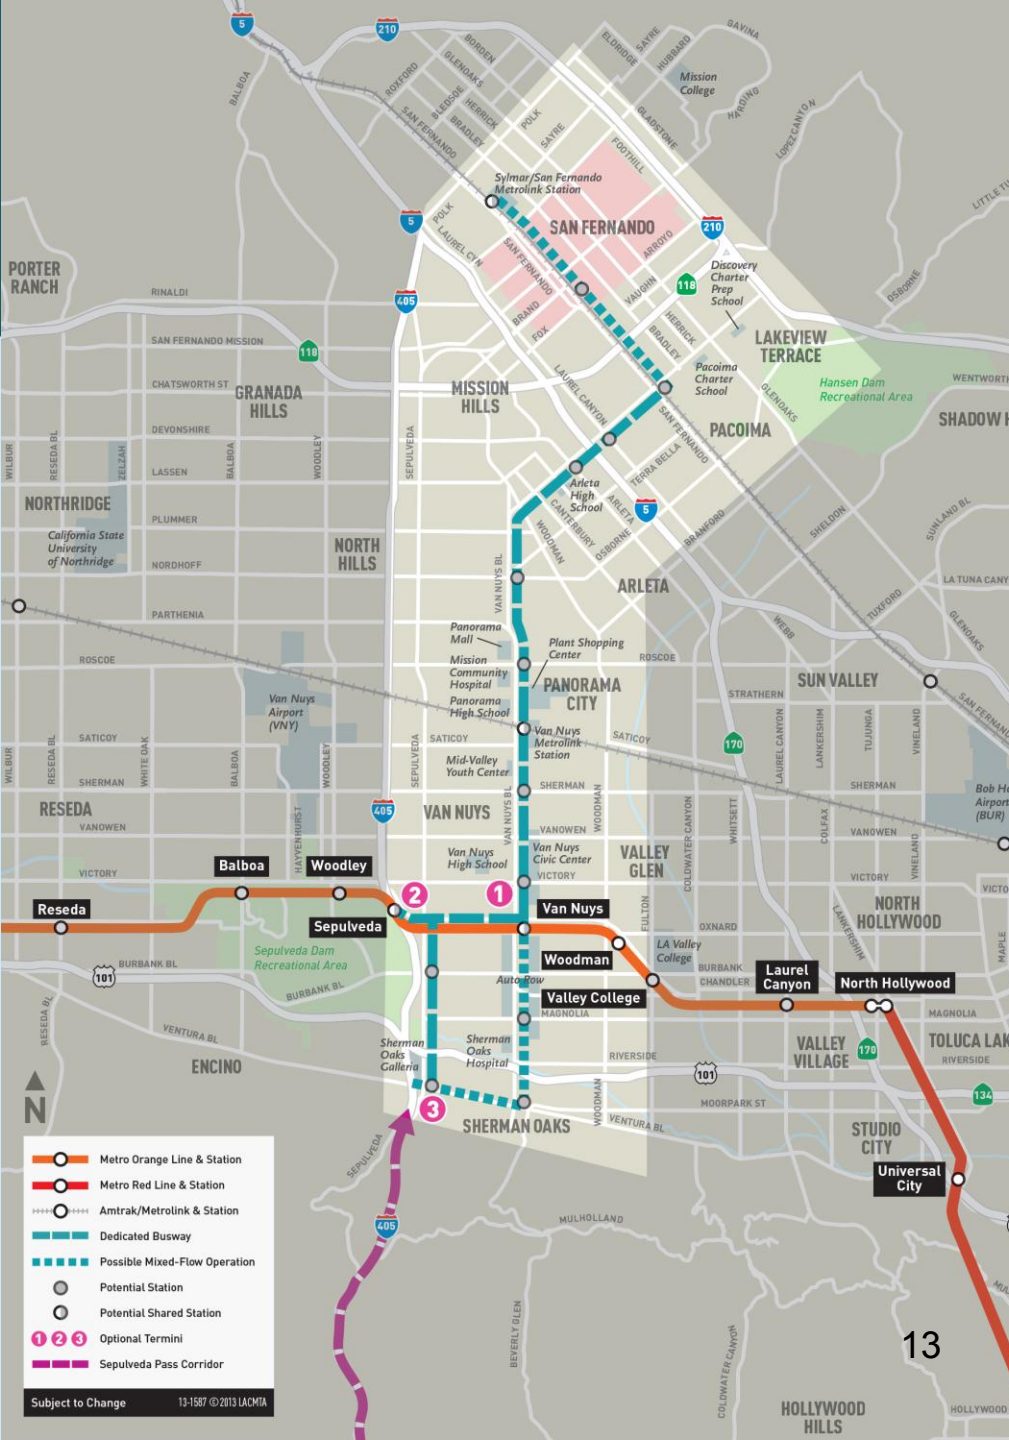 5
210
GAVINA
BORDEN
ELDRIDGE
SAYRE
HUBBARD
GLENOAKS
ROXFORD
BALBOA
Mission
College
BLEDSOE
HERRICK
BRADLEY
SAN FERNANDO
POLK
SAYRE
HARDING
GLADSTONE
LOPEZ CANYON
FOOTHILL
Sylmar/San Fernando
Metrolink Station
LITTLE TU
5
POLK
LAUREL CYN
SAN FERNANDO
210
ARROYO
SAN FERNANDO
PORTER
RANCH
Discovery
Charter
Prep
School
118
VAUGHN
OSBORNE
RINALDI
405
BRAND
FOX
HERRICK
BRADLEY
SAN FERNANDO MISSION
118
LAKEVIEW
TERRACE
CHATSWORTH ST
GRANADA
HILLS
MISSION
HILLS
LAUREL CANYON
Pacoima
Charter
School
GLENOAKS
Hansen Dam
Recreational Area
WENTWORTH
DEVONSHIRE
SAN FERNANDO
PACOIMA
SHADOW H
WILBUR
RESEDA BL
ZELZAH
BALBOA
WOODLEY
SEPULVEDA
LASSEN
TERRA BELLA
Arleta
High
School
NORTHRIDGE
CANTERBURY
ARLETA
5
PLUMMER
California State
University
of Northridge
NORTH
HILLS
WOODMAN
OSBORNE
BRANFORD
SHELDON
SUNLAND BL
NORDHOFF
VAN NUYS BL
ARLETA
LA TUNA CANY
PARTHENIA
TUXFORD
GLENOAKS
WEBB
Panorama
Mall
Plant Shopping
Center
ROSCOE
Mission
Community
Hospital
ROSCOE
SUN VALLEY
PANORAMA
CITY
Van Nuys
Airport
(VNY)
Panorama
High School
STRATHERN
SAN FERNAND
SATICOY
SATICOY
Van Nuys
Metrolink
Station
SATICOY
170
LAUREL CANYON
LANKERSHIM
TUJUNGA
VINELAND
WILBUR
RESEDA BL
WHITE OAK
BALBOA
WOODLEY
SEPULVEDA
Mid-Valley
Youth Center
SHERMAN
SHERMAN
WOODMAN
SHERMAN
Bob Ho
Airport
(BUR)
RESEDA
405
VAN NUYS
VAN NUYS BL
COLDWATER CANYON
WHITSETT
COLFAX
VINELAND
VANOWEN
HAYVENHURST
VANOWEN
VANOWEN
Van Nuys
High School
Van Nuys
Civic Center
VALLEY
GLEN
VICTORY
Balboa
Woodley
VICTORY
VICTORY
VICTO
2
1
Reseda
Sepulveda
Van Nuys
FULTON
LANKERSHIM
NORTH
HOLLYWOOD
OXNARD
MAPLE
Sepulveda Dam
Recreational Area
Woodman
LA Valley
College
BURBANK BL
101
BURBANK
CHANDLER
Laurel
Canyon
North Hollywood
Auto Row
BURBANK BL
Valley College
RESEDA BL
MAGNOLIA
MAGNOLIA
VENTURA BL
Sherman
Oaks
Galleria
Sherman
Oaks
Hospital
RIVERSIDE
VALLEY
VILLAGE
170
TOLUCA LAK
RIVERSIDE
ENCINO
101
N
3
WOODMAN
MOORPARK ST
134
SHERMAN OAKS
VENTURA BL
STUDIO
CITY
SEPULVEDA
Universal
City
Metro Orange Line & Station
Metro Red Line & Station
Amtrak/Metrolink & Station
Dedicated Busway
Possible Mixed-Flow Operation
Potential Station
Potential Shared Station
1 2 3 Optional Termini
Sepulveda Pass Corridor
Subject to Change 13-1587 ©2013 LACMTA
405
MULHOLLAND
BEVERLY GLEN
COLDWATER CANYON
MUL
13
HOLLYWOOD
HILLS
HOLLYWOOD